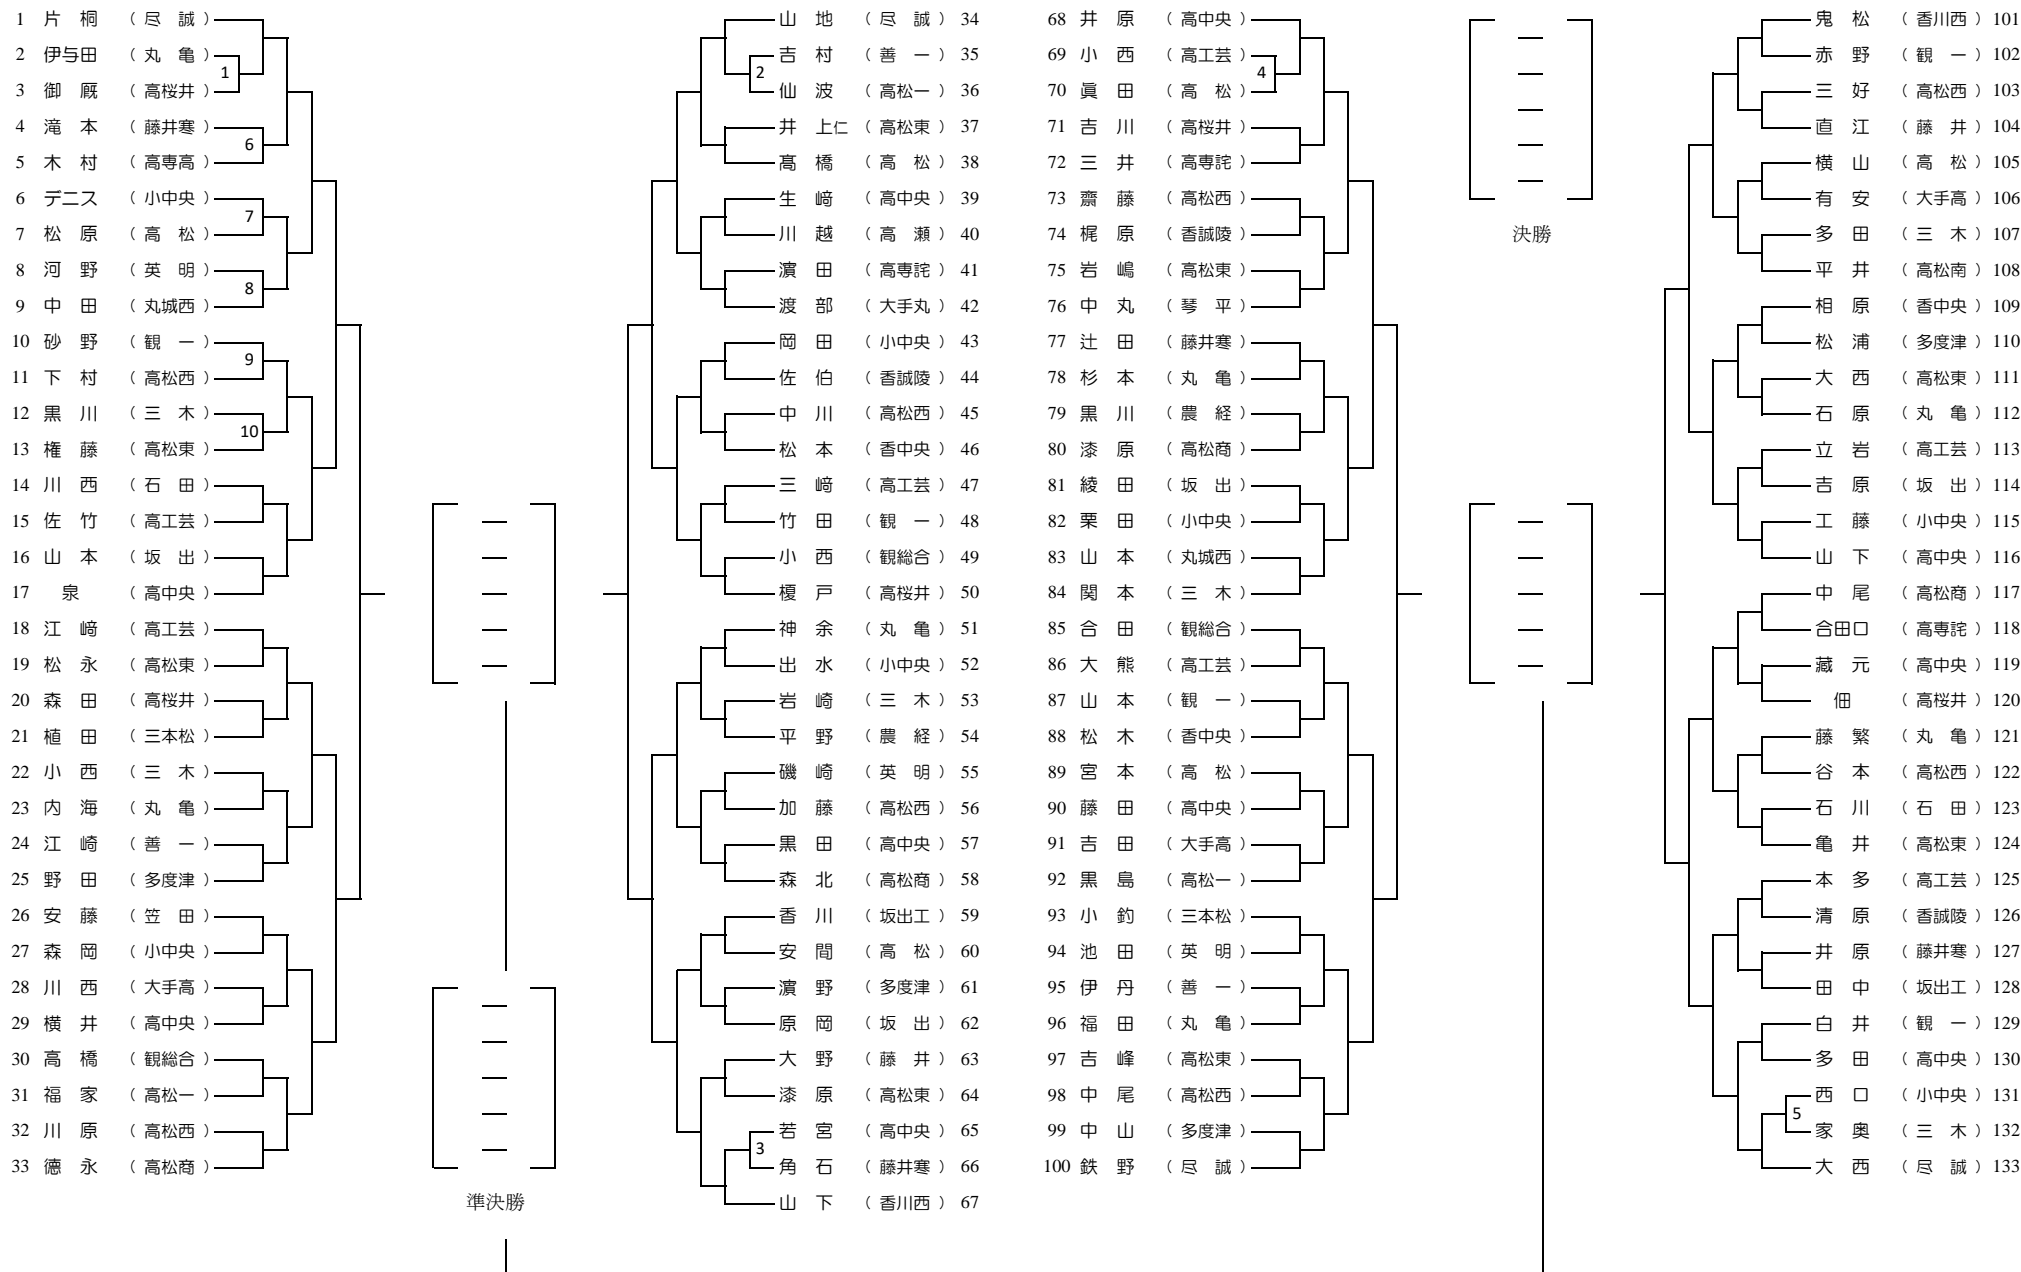 1 片 桐 （ 尽 誠 ）
2 伊与田 （ 丸 亀 ）
1
3 御 厩 （ 高桜井 ）
4 滝 本 （ 藤井寒 ）
6
5 木 村 （ 高専高 ）
6 デニス （ 小中央 ）
7
7 松 原 （ 高 松 ）
8 河 野 （ 英 明 ）
8
9 中 田 （ 丸城西 ）
10 砂 野 （ 観 一 ）
9
11 下 村 （ 高松西 ）
12 黒 川 （ 三 木 ）
10
13 権 藤 （ 高松東 ）
14 川 西 （ 石 田 ）
15 佐 竹 （ 高工芸 ）
16 山 本 （ 坂 出 ）
17 泉 （ 高中央 ）
18 江 﨑 （ 高工芸 ）
19 松 永 （ 高松東 ）
20 森 田 （ 高桜井 ）
21 植 田 （ 三本松 ）
22 小 西 （ 三 木 ）
23 内 海 （ 丸 亀 ）
24 江 崎 （ 善 一 ）
25 野 田 （ 多度津 ）
26 安 藤 （ 笠 田 ）
27 森 岡 （ 小中央 ）
28 川 西 （ 大手高 ）
29 横 井 （ 高中央 ）
30 高 橋 （ 観総合 ）
31 福 家 （ 高松一 ）
32 川 原 （ 高松西 ）
33 德 永 （ 高松商 ）
準決勝
山 地 （ 尽 誠 ） 34
吉 村 （ 善 一 ） 35
2
仙 波 （ 高松一 ） 36
井 上仁 （ 高松東 ） 37
髙 橋 （ 高 松 ） 38
生 﨑 （ 高中央 ） 39
川 越 （ 高 瀬 ） 40
濵 田 （ 高専詫 ） 41
渡 部 （ 大手丸 ） 42
岡 田 （ 小中央 ） 43
佐 伯 （ 香誠陵 ） 44
中 川 （ 高松西 ） 45
松 本 （ 香中央 ） 46
三 﨑 （ 高工芸 ） 47
竹 田 （ 観 一 ） 48
小 西 （ 観総合 ） 49
榎 戸 （ 高桜井 ） 50
神 余 （ 丸 亀 ） 51
出 水 （ 小中央 ） 52
岩 崎 （ 三 木 ） 53
平 野 （ 農 経 ） 54
磯 崎 （ 英 明 ） 55
加 藤 （ 高松西 ） 56
黒 田 （ 高中央 ） 57
森 北 （ 高松商 ） 58
香 川 （ 坂出工 ） 59
安 間 （ 高 松 ） 60
濵 野 （ 多度津 ） 61
原 岡 （ 坂 出 ） 62
大 野 （ 藤 井 ） 63
漆 原 （ 高松東 ） 64
若 宮 （ 高中央 ） 65
3
角 石 （ 藤井寒 ） 66
山 下 （ 香川西 ） 67
68 井 原 （ 高中央 ）
69 小 西 （ 高工芸 ）
4
70 眞 田 （ 高 松 ）
71 吉 川 （ 高桜井 ）
72 三 井 （ 高専詫 ）
73 齋 藤 （ 高松西 ）
74 梶 原 （ 香誠陵 ）
75 岩 嶋 （ 高松東 ）
76 中 丸 （ 琴 平 ）
77 辻 田 （ 藤井寒 ）
78 杉 本 （ 丸 亀 ）
79 黒 川 （ 農 経 ）
80 漆 原 （ 高松商 ）
81 綾 田 （ 坂 出 ）
82 栗 田 （ 小中央 ）
83 山 本 （ 丸城西 ）
84 関 本 （ 三 木 ）
85 合 田 （ 観総合 ）
86 大 熊 （ 高工芸 ）
87 山 本 （ 観 一 ）
88 松 木 （ 香中央 ）
89 宮 本 （ 高 松 ）
90 藤 田 （ 高中央 ）
91 吉 田 （ 大手高 ）
92 黒 島 （ 高松一 ）
93 小 釣 （ 三本松 ）
94 池 田 （ 英 明 ）
95 伊 丹 （ 善 一 ）
96 福 田 （ 丸 亀 ）
97 吉 峰 （ 高松東 ）
98 中 尾 （ 高松西 ）
99 中 山 （ 多度津 ）
100 鉄 野 （ 尽 誠 ）
決勝
鬼 松 （ 香川西 ） 101
赤 野 （ 観 一 ） 102
三 好 （ 高松西 ） 103
直 江 （ 藤 井 ） 104
横 山 （ 高 松 ） 105
有 安 （ 大手高 ） 106
多 田 （ 三 木 ） 107
平 井 （ 高松南 ） 108
相 原 （ 香中央 ） 109
松 浦 （ 多度津 ） 110
大 西 （ 高松東 ） 111
石 原 （ 丸 亀 ） 112
立 岩 （ 高工芸 ） 113
吉 原 （ 坂 出 ） 114
工 藤 （ 小中央 ） 115
山 下 （ 高中央 ） 116
中 尾 （ 高松商 ） 117
合田口 （ 高専詫 ） 118
藏 元 （ 高中央 ） 119
佃 （ 高桜井 ） 120
藤 繁 （ 丸 亀 ） 121
谷 本 （ 高松西 ） 122
石 川 （ 石 田 ） 123
亀 井 （ 高松東 ） 124
本 多 （ 高工芸 ） 125
清 原 （ 香誠陵 ） 126
井 原 （ 藤井寒 ） 127
田 中 （ 坂出工 ） 128
白 井 （ 観 一 ） 129
多 田 （ 高中央 ） 130
西 口 （ 小中央 ） 131
5
家 奥 （ 三 木 ） 132
大 西 （ 尽 誠 ） 133